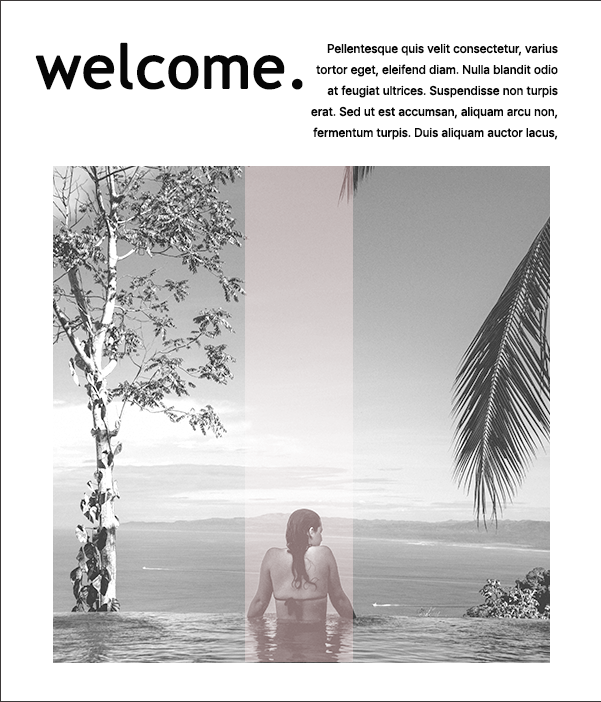 welcome.
Pellentesque quis velit consectetur, varius
tortor eget, eleifend diam. Nulla blandit odio
at feugiat ultrices. Suspendisse non turpis
erat. Sed ut est accumsan, aliquam arcu non,
fermentum turpis. Duis aliquam auctor lacus,